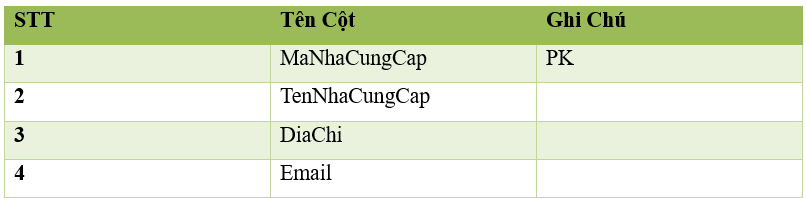 STT Tên Cột Ghi Chú
1 MaNhaCungCap PK
2 TenNhaCungCap
3 DiaChi
4 Email